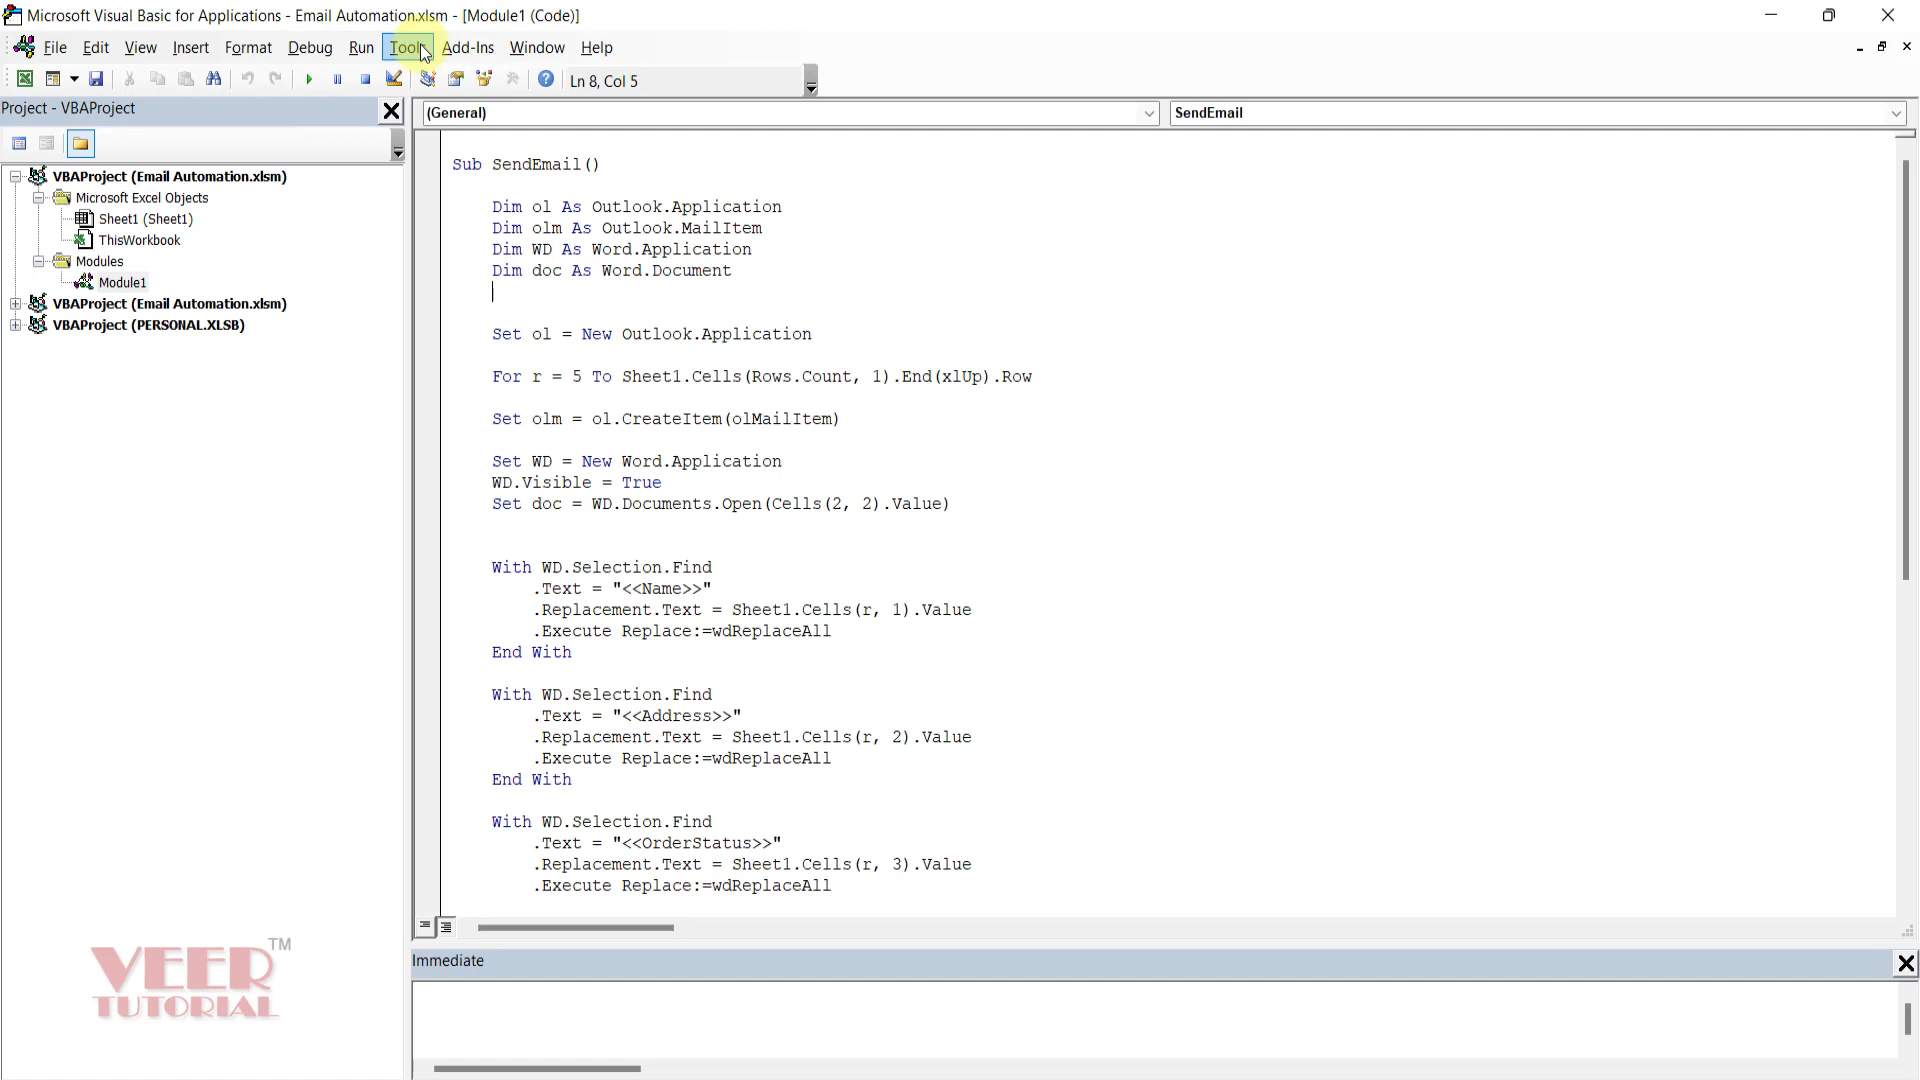 Microsoft Visual Basic for Applications - Email Automation.xlsm - [Module1 (Code)]
File Edit View Insert Format Debug Run Tools Add-Ins Window Help
Ln 8, Col 5
Project - VBAProject
(General) SendEmail
VBAProject (Email Automation.xlsm)
Microsoft Excel Objects
Sheet1 (Sheet1)
ThisWorkbook
Modules
Module1
VBAProject (Email Automation.xlsm)
VBAProject (PERSONAL.XLSB)
Sub SendEmail()
Dim ol As Outlook.Application
Dim olm As Outlook.MailItem
Dim WD As Word.Application
Dim doc As Word.Document
Set ol = New Outlook.Application
For r = 5 To Sheet1.Cells(Rows.Count, 1).End(xlUp).Row
Set olm = ol.CreateItem(olMailItem)
Set WD = New Word.Application
WD.Visible = True
Set doc = WD.Documents.Open(Cells(2, 2).Value)
With WD.Selection.Find
.Text = "<<Name>>"
.Replacement.Text = Sheet1.Cells(r, 1).Value
.Execute Replace:=wdReplaceAll
End With
With WD.Selection.Find
.Text = "<<Address>>"
.Replacement.Text = Sheet1.Cells(r, 2).Value
.Execute Replace:=wdReplaceAll
End With
With WD.Selection.Find
.Text = "<<OrderStatus>>"
.Replacement.Text = Sheet1.Cells(r, 3).Value
.Execute Replace:=wdReplaceAll
Immediate
VEER TM
TUTORIAL